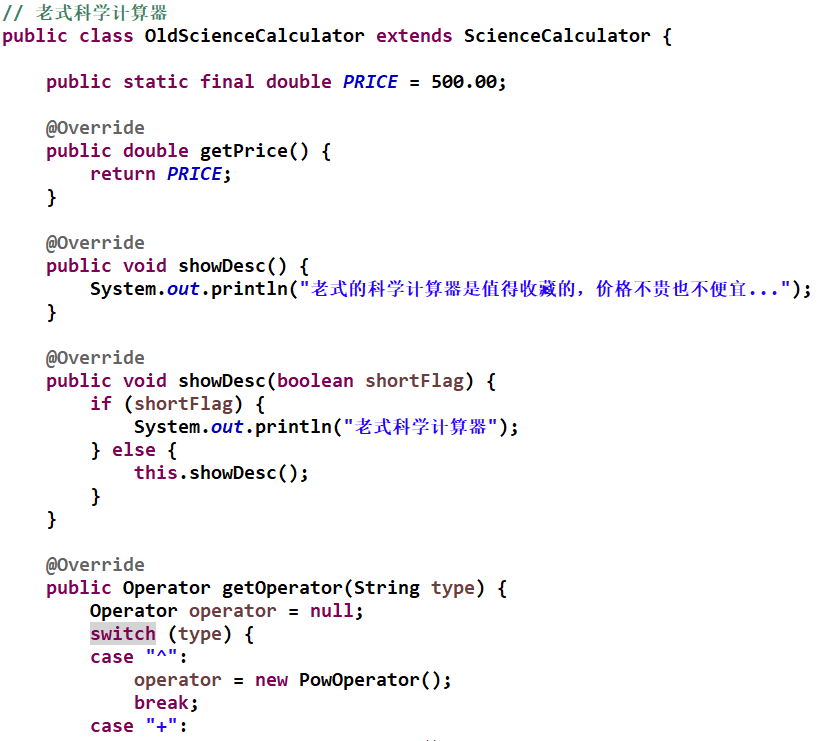 // 老式科学计算器
public class OldScienceCalculator extends ScienceCalculator {
public static final double PRICE = 500.00;
@Override
public double getPrice() {
return PRICE;
}
@Override
public void showDesc() {
System.out.println("老式的科学计算器是值得收藏的，价格不贵也不便宜...");
}
@Override
public void showDesc(boolean shortFlag) {
if (shortFlag) {
System.out.println("老式科学计算器");
} else {
this.showDesc();
}
}
@Override
public Operator getOperator(String type) {
Operator operator = null;
switch (type) {
case "^":
operator = new PowOperator();
break;
case "+":